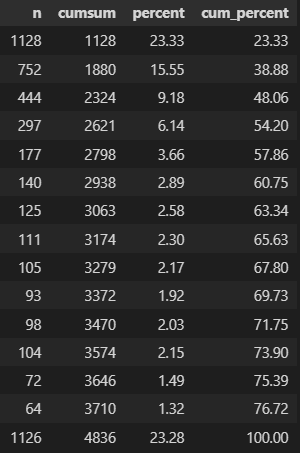 n cumsum percent cum_percent
1128 1128 23.33 23.33
752 1880 15.55 38.88
444 2324 9.18 48.06
297 2621 6.14 54.20
177 2798 3.66 57.86
140 2938 2.89 60.75
125 3063 2.58 63.34
111 3174 2.30 65.63
105 3279 2.17 67.80
93 3372 1.92 69.73
98 3470 2.03 71.75
104 3574 2.15 73.90
72 3646 1.49 75.39
64 3710 1.32 76.72
1126 4836 23.28 100.00